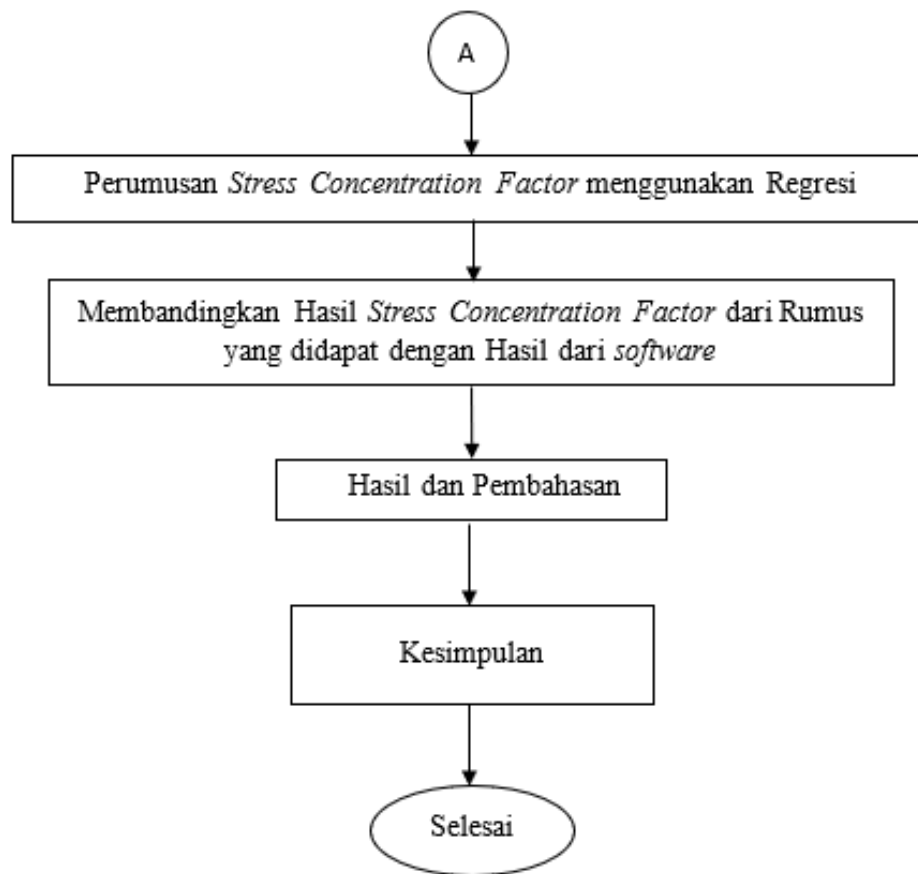 A
Perumusan Stress Concentration Factor menggunakan Regresi
Membandingkan Hasil Stress Concentration Factor dari Rumus
yang didapat dengan Hasil dari software
Hasil dan Pembahasan
Kesimpulan
Selesai